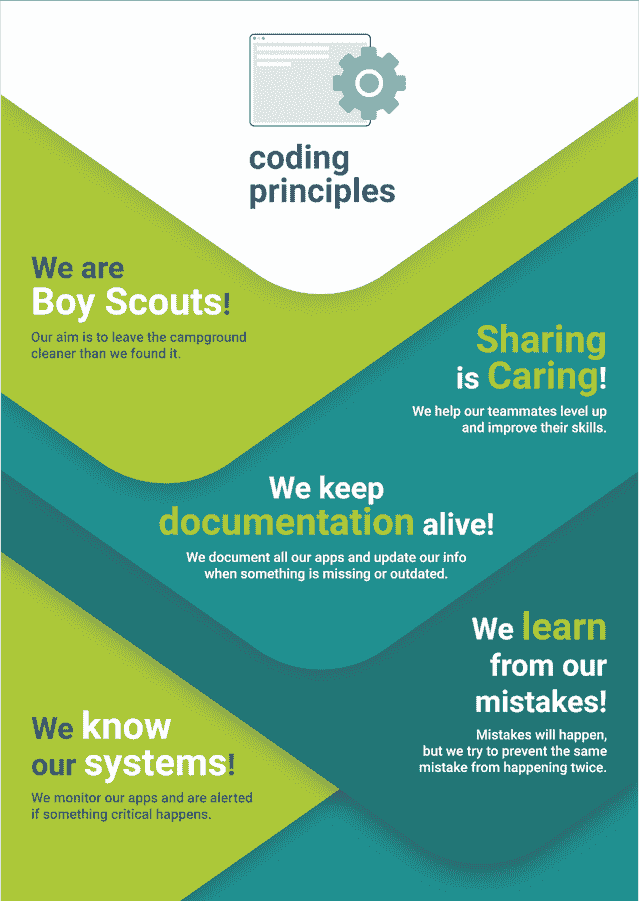 coding
principles
We are
Boy Scouts!
Our aim is to leave the campground
cleaner than we found it.
Sharing
is Caring!
We help our teammates level up
and improve their skills.
We keep
documentation alive!
We document all our apps and update our info
when something is missing or outdated.
We learn
from our
mistakes!
Mistakes will happen,
but we try to prevent the same
mistake from happening twice.
We know
our systems!
We monitor our apps and are alerted
if something critical happens.